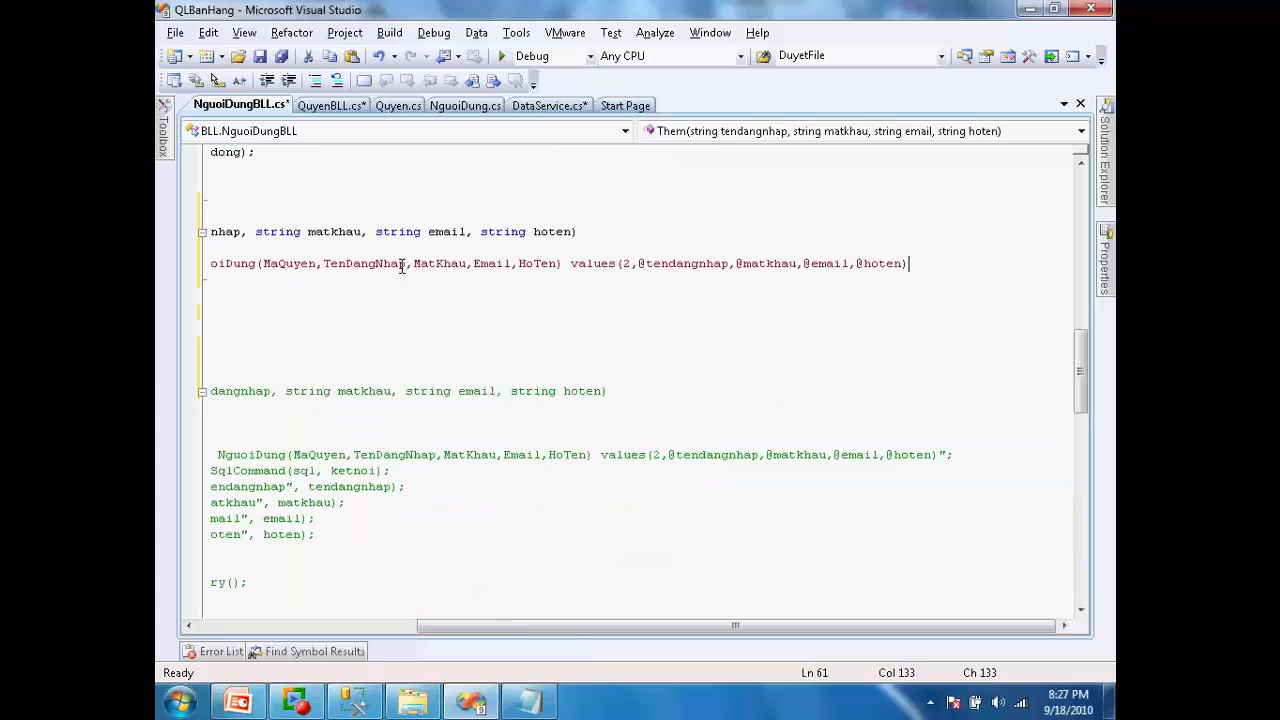 QLBanHang - Microsoft Visual Studio
File Edit View Refactor Project Build Debug Data Tools VMware Test Analyze Window Help
Debug Any CPU DuyetFile
NguoiDungBLL.cs* QuyenBLL.cs* Quyen.cs NguoiDung.cs DataService.cs* Start Page
BLL.NguoiDungBLL Them(string tendangnhap, string matkhau, string email, string hoten)
Toolbox
Solution Explorer
Properties
dong);
nhap, string matkhau, string email, string hoten)
oiDung(MaQuyen,TenDangNhap,MatKhau,Email,HoTen) values(2,@tendangnhap,@matkhau,@email,@hoten)
dangnhap, string matkhau, string email, string hoten)
NguoiDung(MaQuyen,TenDangNhap,MatKhau,Email,HoTen) values(2,@tendangnhap,@matkhau,@email,@hoten)";
SqlCommand(sql, ketnoi);
endangnhap", tendangnhap);
atkhau", matkhau);
mail", email);
oten", hoten);
ry();
Error List Find Symbol Results
Ready Ln 61 Col 133 Ch 133
8:27 PM
9/18/2010